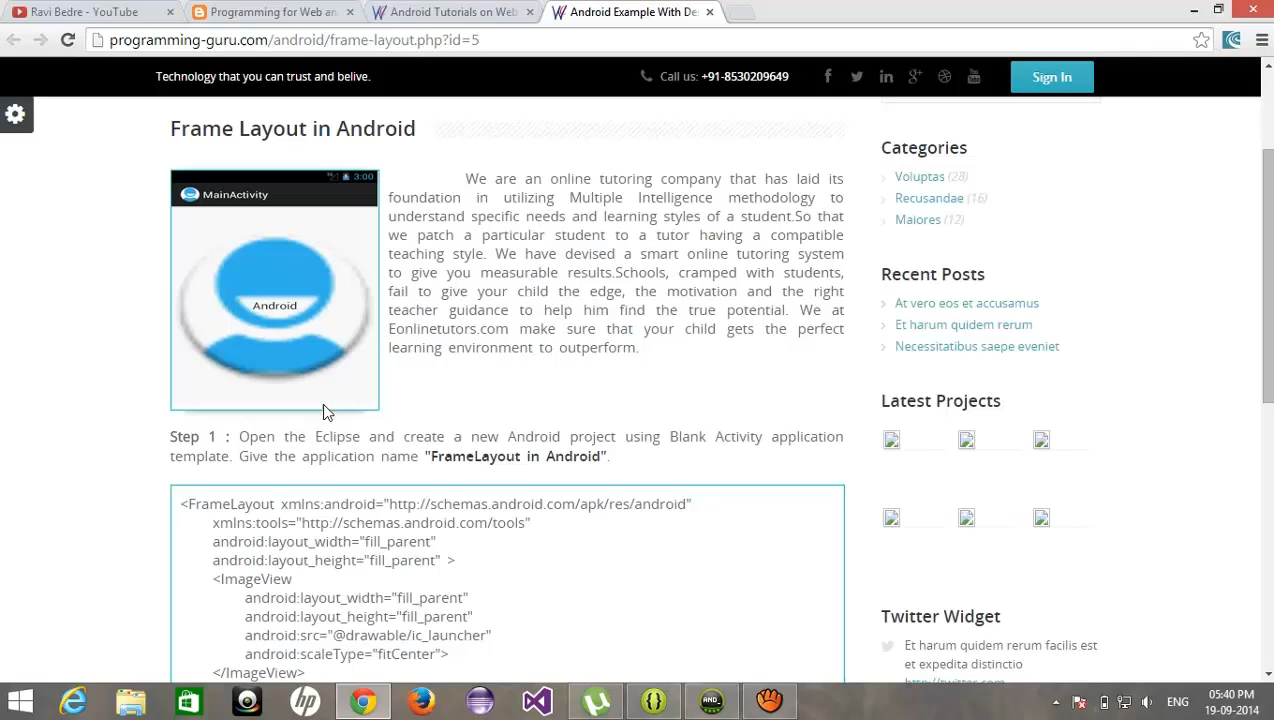 Ravi Bedre - YouTube
Programming for Web an
Android Tutorials on Web
Android Example With De
programming-guru.com/android/frame-layout.php?id=5
Technology that you can trust and belive.
Call us: +91-8530209649
Sign In
Frame Layout in Android
MainActivity
3:00
Android
We are an online tutoring company that has laid its
foundation in utilizing Multiple Intelligence methodology to
understand specific needs and learning styles of a student.So that
we patch a particular student to a tutor having a compatible
teaching style. We have devised a smart online tutoring system
to give you measurable results.Schools, cramped with students,
fail to give your child the edge, the motivation and the right
teacher guidance to help him find the true potential. We at
Eonlinetutors.com make sure that your child gets the perfect
learning environment to outperform.
Step 1 : Open the Eclipse and create a new Android project using Blank Activity application
template. Give the application name "FrameLayout in Android".
<FrameLayout xmlns:android="http://schemas.android.com/apk/res/android"
xmlns:tools="http://schemas.android.com/tools"
android:layout_width="fill_parent"
android:layout_height="fill_parent" >
<ImageView
android:layout_width="fill_parent"
android:layout_height="fill_parent"
android:src="@drawable/ic_launcher"
android:scaleType="fitCenter">
</ImageView>
Categories
Voluptas (28)
Recusandae (16)
Maiores (12)
Recent Posts
At vero eos et accusamus
Et harum quidem rerum
Necessitatibus saepe eveniet
Latest Projects
Twitter Widget
Et harum quidem rerum facilis est
et expedita distinctio
http://twitter.com
ENG
05:40 PM
19-09-2014